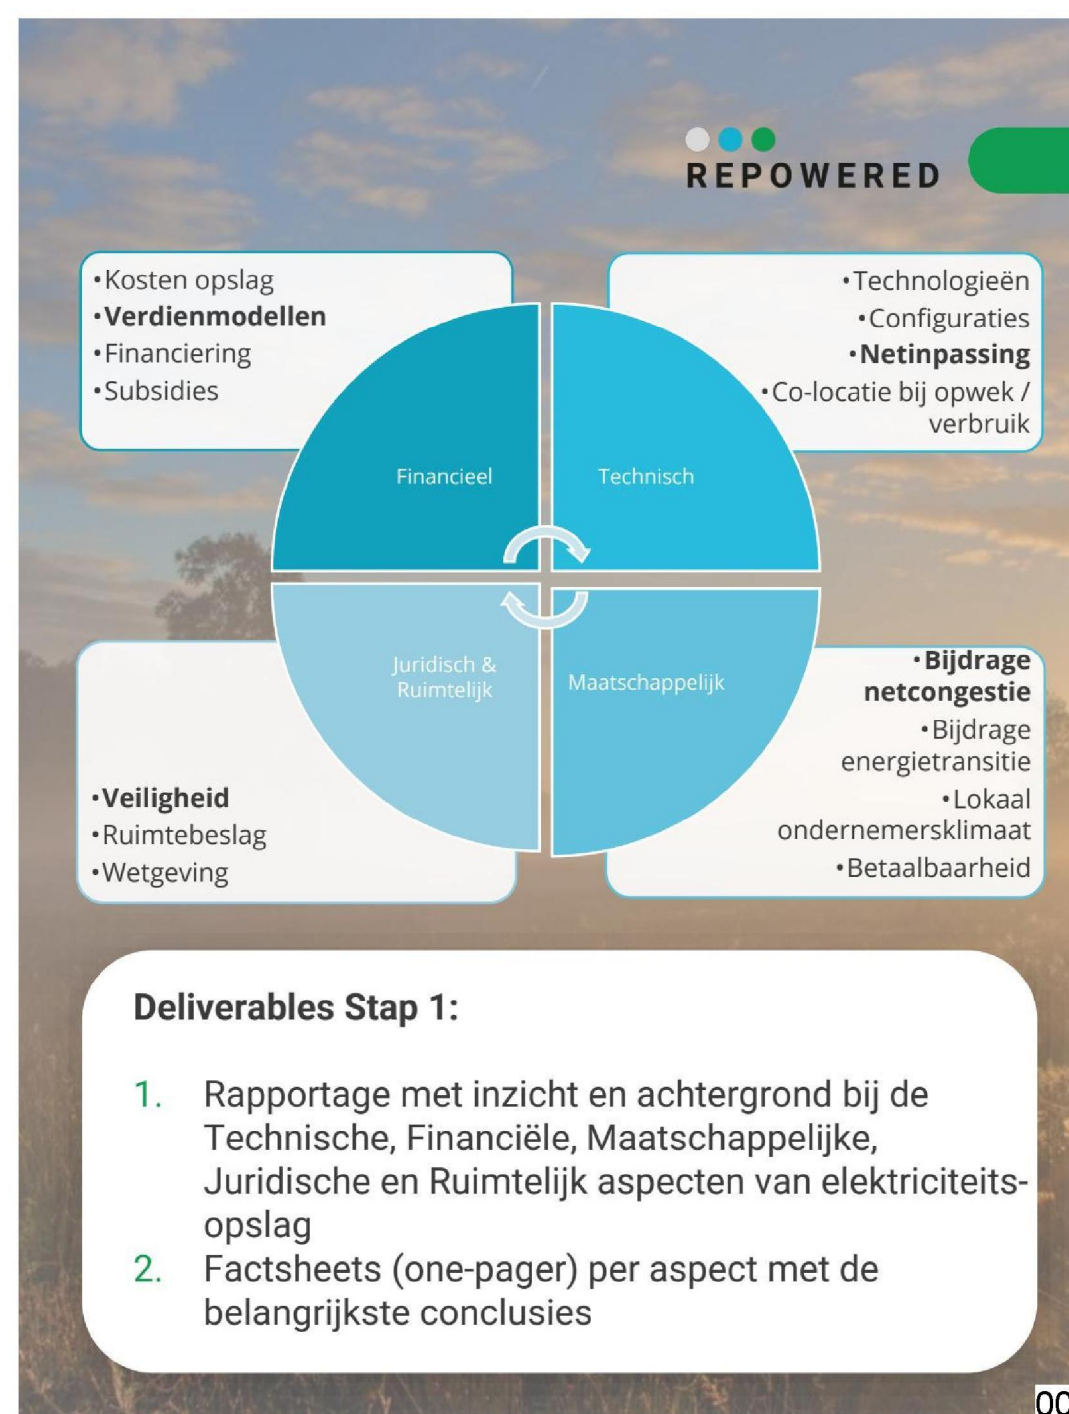 REPOWERED
•Kosten opslag
•Verdienmodellen
•Financiering
•Subsidies
•Technologieën
•Configuraties
•Netinpassing
•Co-locatie bij opwek /
verbruik
Financieel
Technisch
Juridisch &
Ruimtelijk
Maatschappelijk
•Veiligheid
•Ruimtebeslag
•Wetgeving
•Bijdrage
netcongestie
•Bijdrage
energietransitie
•Lokaal
ondernemersklimaat
•Betaalbaarheid
Deliverables Stap 1:
1. Rapportage met inzicht en achtergrond bij de
Technische, Financiële, Maatschappelijke,
Juridische en Ruimtelijk aspecten van elektriciteits-
opslag
2. Factsheets (one-pager) per aspect met de
belangrijkste conclusies
00